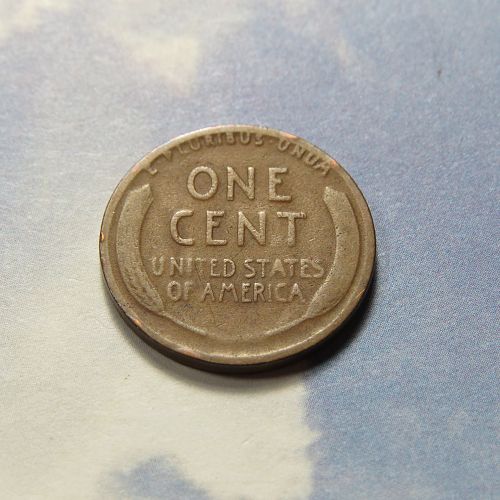 E PLURIBUS UNUM
ONE
CENT
UNITED STATES
OF AMERICA